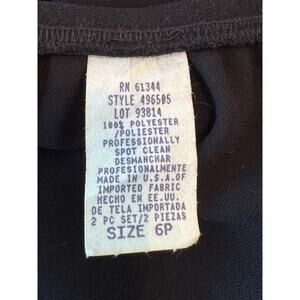 RN 61344
STYLE 496505
LOT 93814
100% POLYESTER
/POLIESTER
PROFESSIONALLY
SPOT CLEAN
DESMANCHAR
PROFESIONALMENTE
MADE IN U.S.A.OF
IMPORTED FABRIC
HECHO EN EE.UU.
DE TELA IMPORTADA
2 PC SET/2 PIEZAS
SIZE 6P